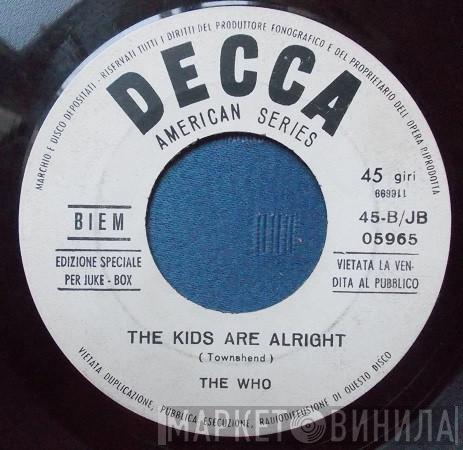 MARCHIO E DISCO DEPOSITATI - RISERVATI TUTTI I DIRITTI DEL PRODUTTORE FONOGRAFICO E DEL PROPRIETARIO DELL'OPERA RIPRODOTTA
DECCA
AMERICAN SERIES
45 giri
BIEM
45-B/JB
05965
EDIZIONE SPECIALE
PER JUKE - BOX
VIETATA LA VEN-
DITA AL PUBBLICO
THE KIDS ARE ALRIGHT
(Townshend)
THE WHO
VIETATA DUPLICAZIONE, PUBBLICA ESECUZIONE, RADIODIFFUSIONE DI QUESTO DISCO
МАРКЕТ ВИНИЛА